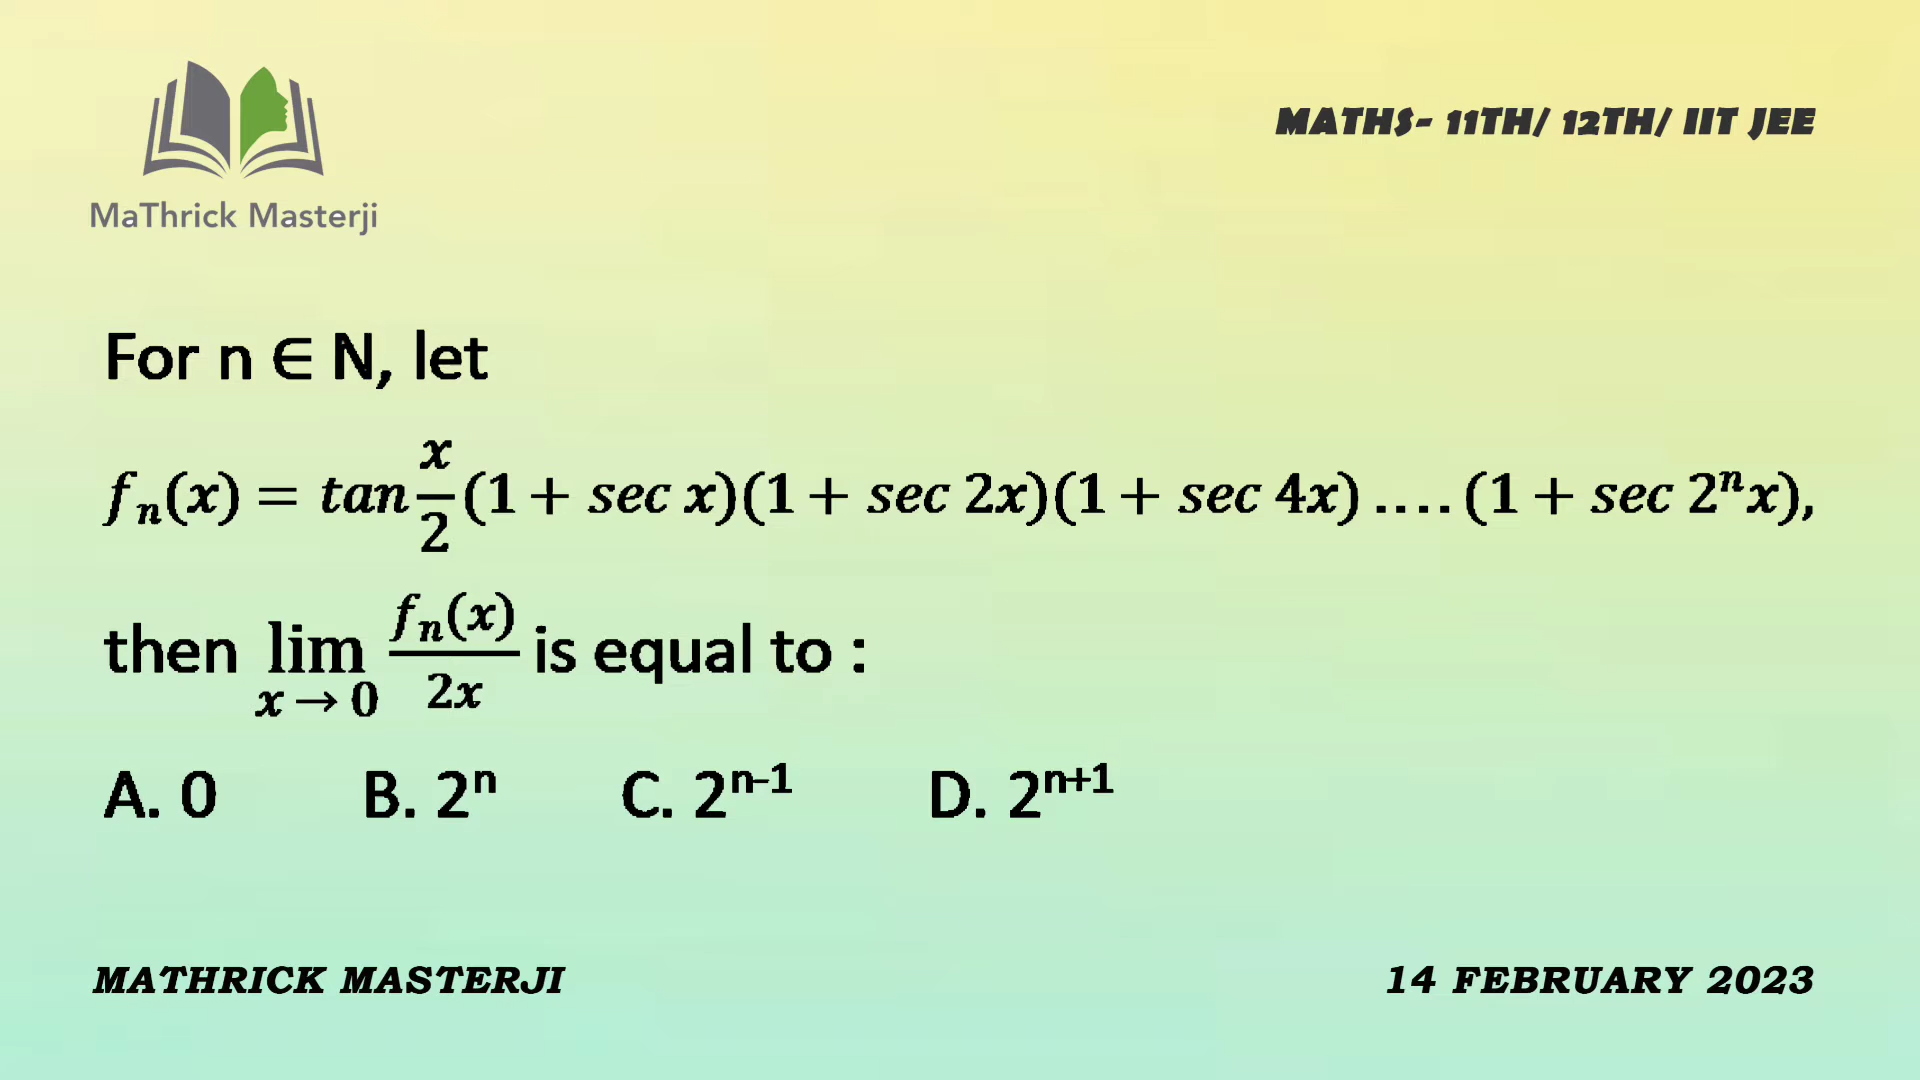 MaThrick Masterji
MATHS- 11TH/ 12TH/ IIT JEE
For n ∈ N, let
fₙ(x) = tan x/2 (1 + sec x)(1 + sec 2x)(1 + sec 4x) .... (1 + sec 2ⁿx),
then lim x → 0 fₙ(x)/2x is equal to :
A. 0 B. 2ⁿ C. 2ⁿ⁻¹ D. 2ⁿ⁺¹
MATHRICK MASTERJI
14 FEBRUARY 2023